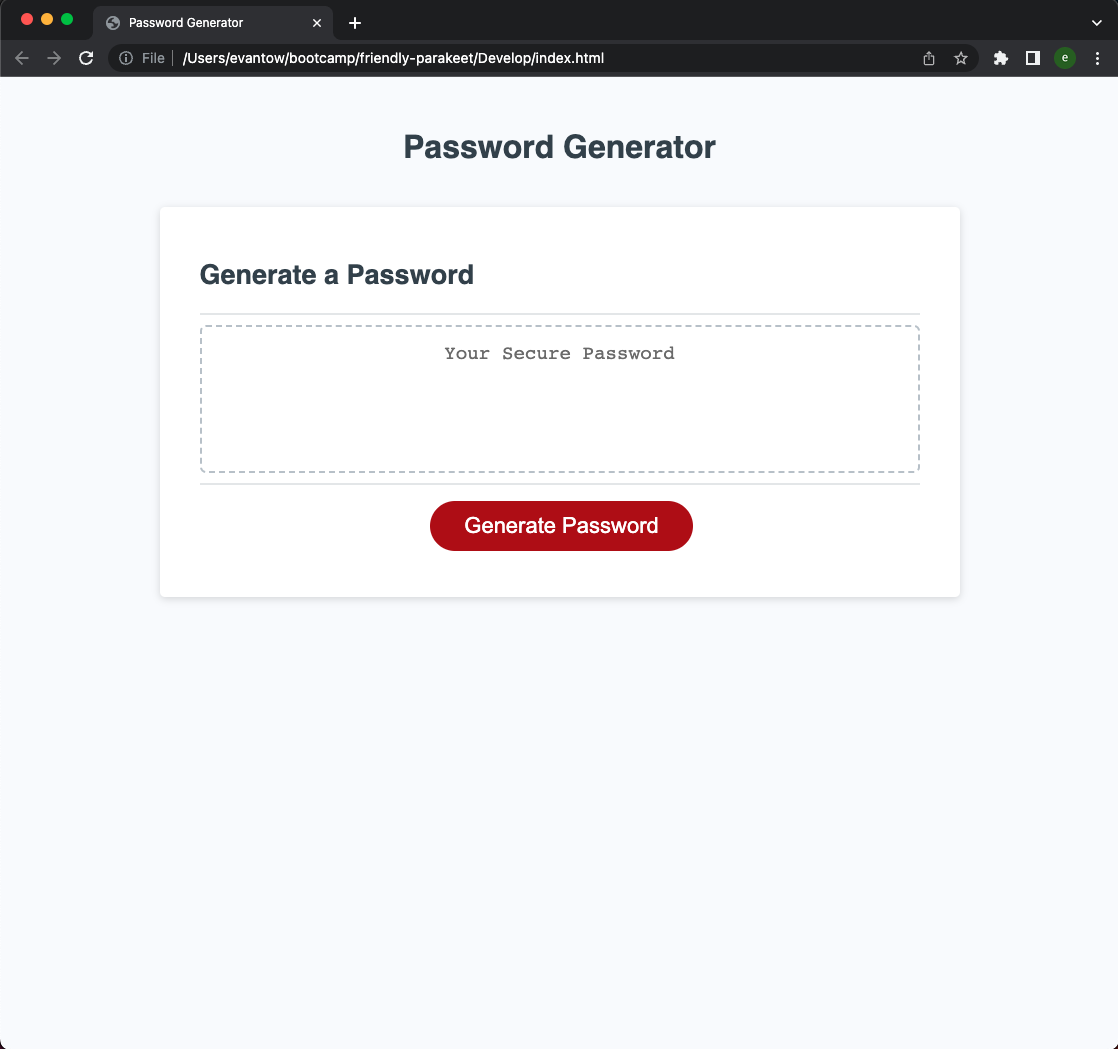 Password Generator
File /Users/evantow/bootcamp/friendly-parakeet/Develop/index.html
e
Password Generator
Generate a Password
Your Secure Password
Generate Password